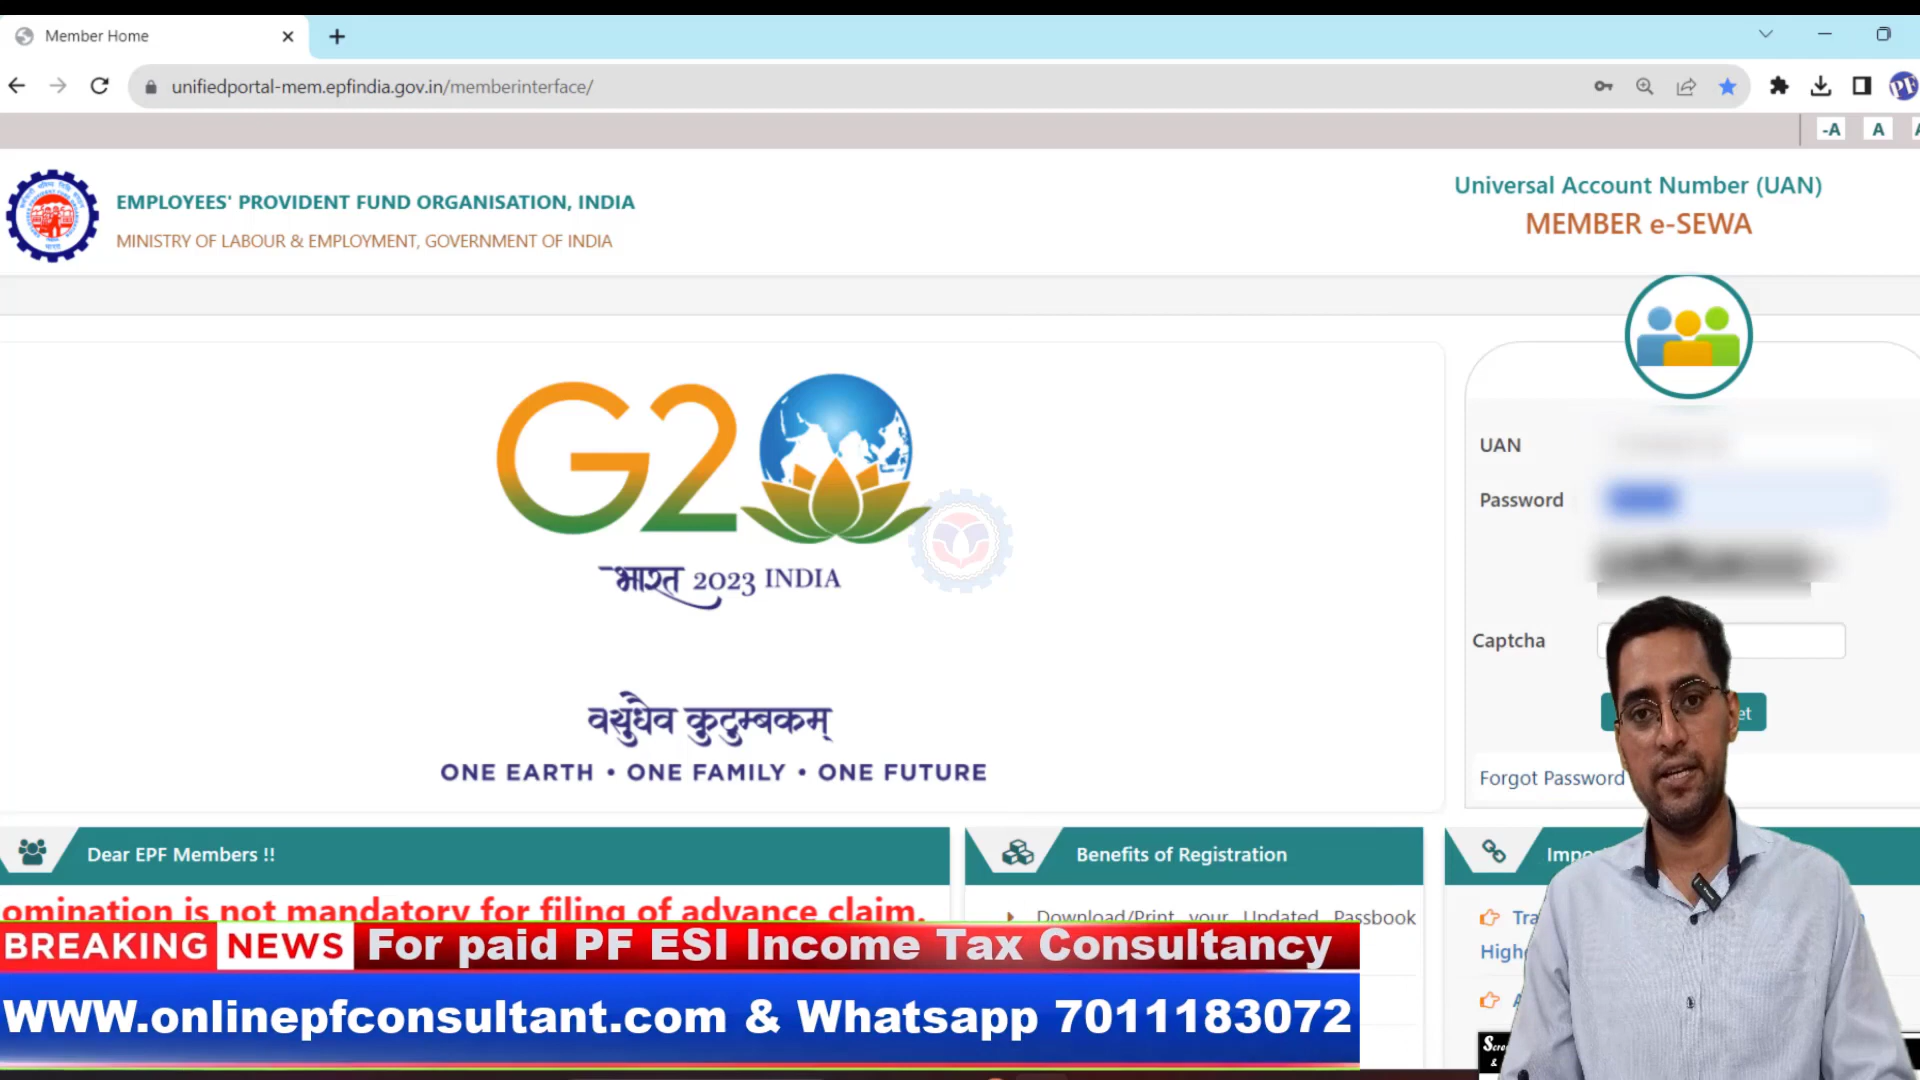 Member Home
unifiedportal-mem.epfindia.gov.in/memberinterface/
PF
-A A
EMPLOYEES' PROVIDENT FUND ORGANISATION, INDIA
MINISTRY OF LABOUR & EMPLOYMENT, GOVERNMENT OF INDIA
Universal Account Number (UAN)
MEMBER e-SEWA
G20
भारत 2023 INDIA
वसुधैव कुटुम्बकम्
ONE EARTH • ONE FAMILY • ONE FUTURE
UAN
Password
Captcha
Forgot Password
Dear EPF Members !!
Benefits of Registration
omination is not mandatory for filing of advance claim.
Download/Print your Updated Passbook
BREAKING NEWS For paid PF ESI Income Tax Consultancy
WWW.onlinepfconsultant.com & Whatsapp 7011183072